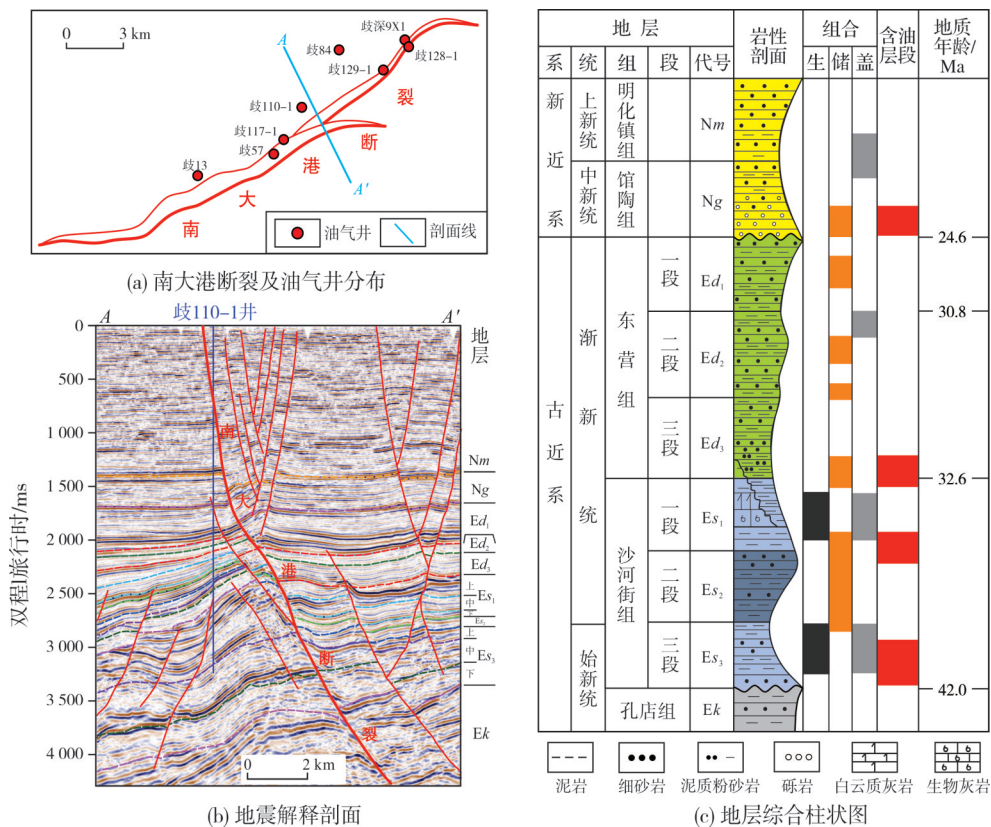 0 3 km
歧深9X1
A
歧84
歧128-1
歧129-1
裂
歧110-1
断
歧117-1
港
歧57
歧13
A'
大
南
油气井
剖面线
(a) 南大港断裂及油气井分布
歧110-1井
A
A'
地层
0
500
1 000
1 500
2 000
2 500
3 000
3 500
4 000
双程旅行时/ms
南
大
港
断
裂
Nm
Ng
Ed1
Ed2
Ed3
上
中
下
Es1
Es2
上
中
下
Es3
Ek
0 2 km
(b) 地震解释剖面
地 层
岩性剖面
组合
含油层段
地质年龄/Ma
系 统 组 段 代号
生 储 盖
新近系
上新统
明化镇组
Nm
中新统
馆陶组
Ng
24.6
古近系
渐新统
东营组
一段
Ed1
30.8
二段
Ed2
三段
Ed3
32.6
沙河街组
一段
Es1
二段
Es2
始新统
三段
Es3
42.0
孔店组
Ek
泥岩
细砂岩
泥质粉砂岩
砾岩
白云质灰岩
生物灰岩
(c) 地层综合柱状图